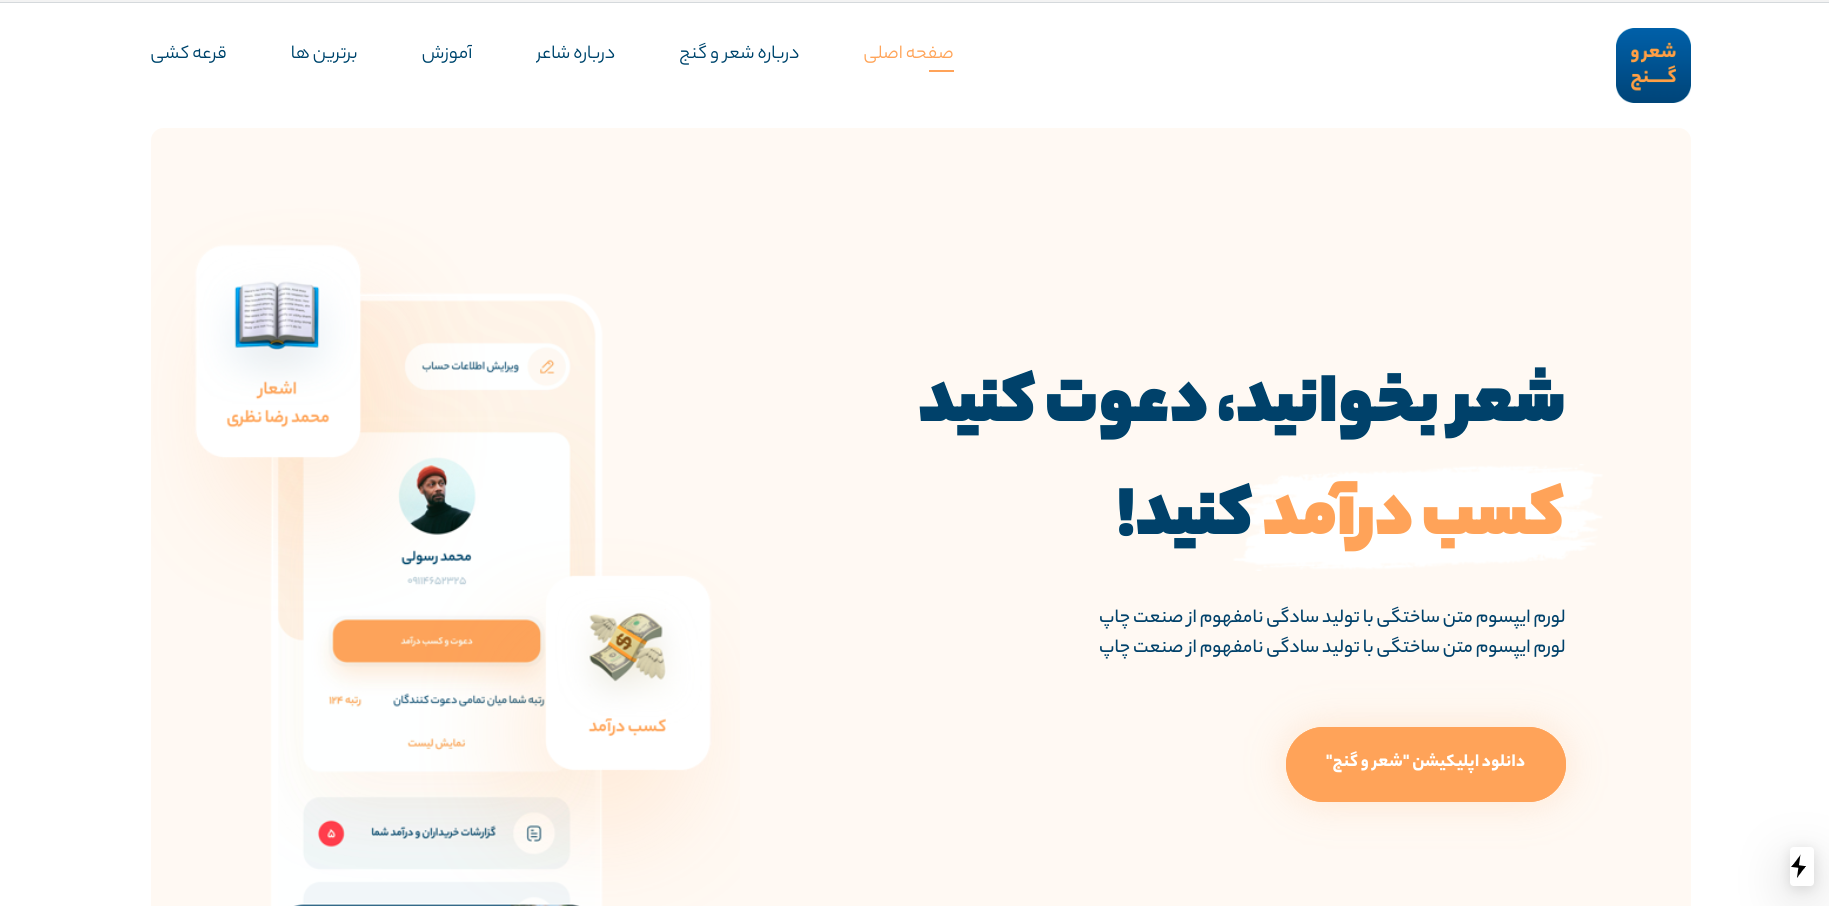 شعر و
گنج
صفحه اصلی
درباره شعر و گنج
درباره شاعر
آموزش
برترین ها
قرعه کشی
شعر بخوانید، دعوت کنید
کسب درآمد کنید!
لورم ایپسوم متن ساختگی با تولید سادگی نامفهوم از صنعت چاپ
لورم ایپسوم متن ساختگی با تولید سادگی نامفهوم از صنعت چاپ
دانلود اپلیکیشن "شعر و گنج"
اشعار
محمد رضا نظری
ویرایش اطلاعات حساب
محمد رسولی
۰۹۱۱۴۶۵۲۳۲۵
دعوت و کسب درآمد
رتبه شما میان تمامی دعوت کنندگان
رتبه ۱۲۴
نمایش لیست
کسب درآمد
گزارشات خریداران و درآمد شما
۵